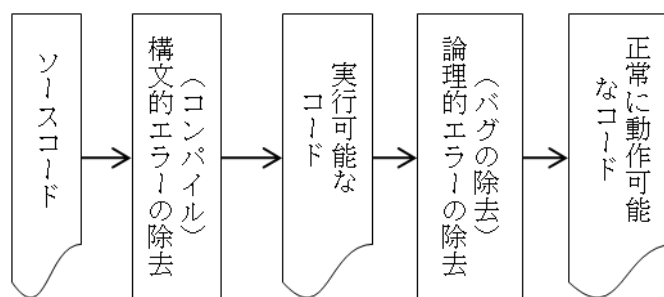 ソースコード
構文的エラーの除去
（コンパイル）
実行可能な
コード
論理的エラーの除去
（バグの除去）
正常に動作可能
なコード